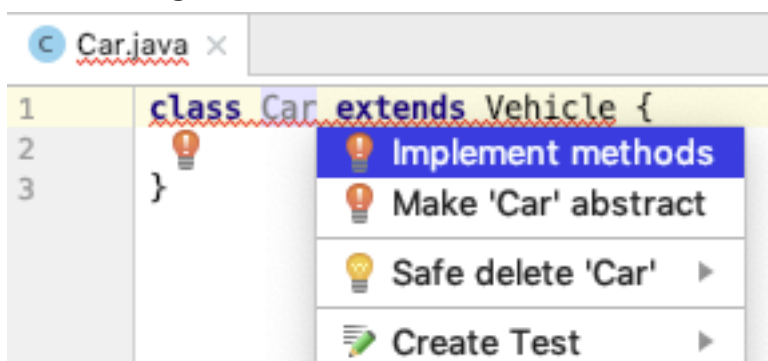 C Car.java ×
1 class Car extends Vehicle {
2
Implement methods
3 }
Make 'Car' abstract
Safe delete 'Car'
Create Test